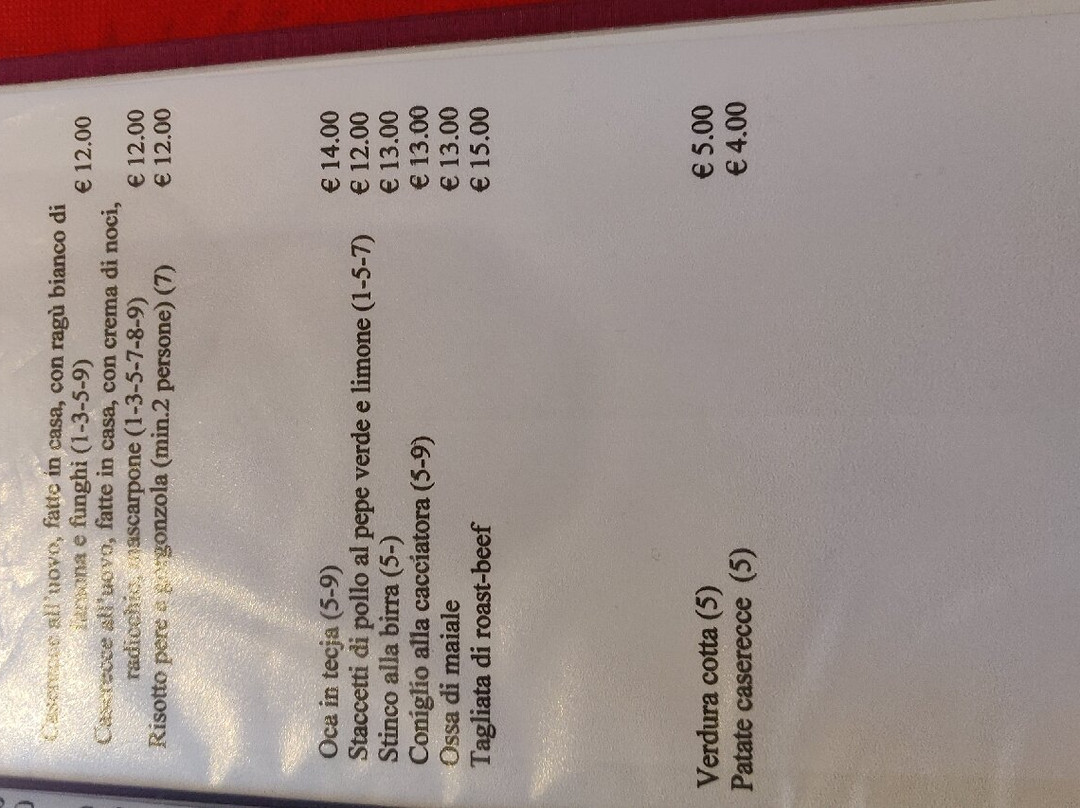 Caserecce all'uovo, fatte in casa, con ragù bianco di
faraona e funghi (1-3-5-9) € 12.00
Caserecce all'uovo, fatte in casa, con crema di noci,
radicchio, mascarpone (1-3-5-7-8-9) € 12.00
Risotto pere e gorgonzola (min.2 persone) (7) € 12.00
Oca in tecja (5-9) € 14.00
Staccetti di pollo al pepe verde e limone (1-5-7) € 12.00
Stinco alla birra (5-) € 13.00
Coniglio alla cacciatora (5-9) € 13.00
Ossa di maiale € 13.00
Tagliata di roast-beef € 15.00
Verdura cotta (5) € 5.00
Patate caserecce (5) € 4.00